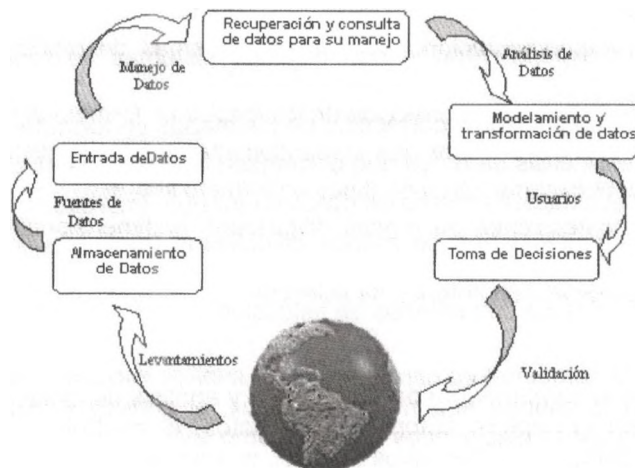 Recuperación y consulta
de datos para su manejo
Manejo de
Datos
Análisis de
Datos
Modelamiento y
transformación de datos
Entrada deDatos
Fuentes de
Datos
Usuarios
Almacenamiento
de Datos
Toma de Decisiones
Levantamientos
Validación